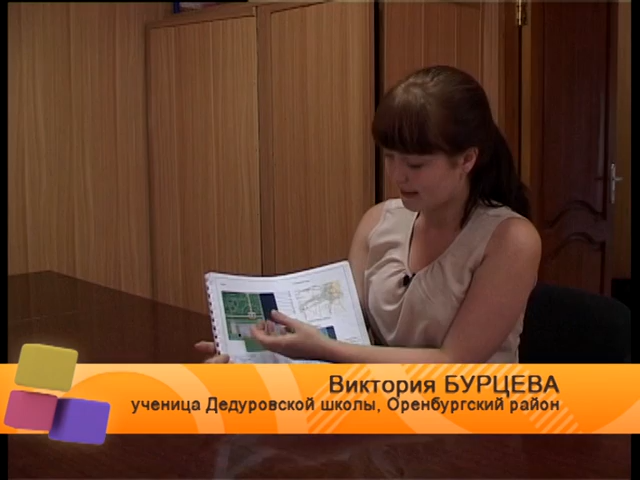 Виктория БУРЦЕВА
ученица Дедуровской школы, Оренбургский район